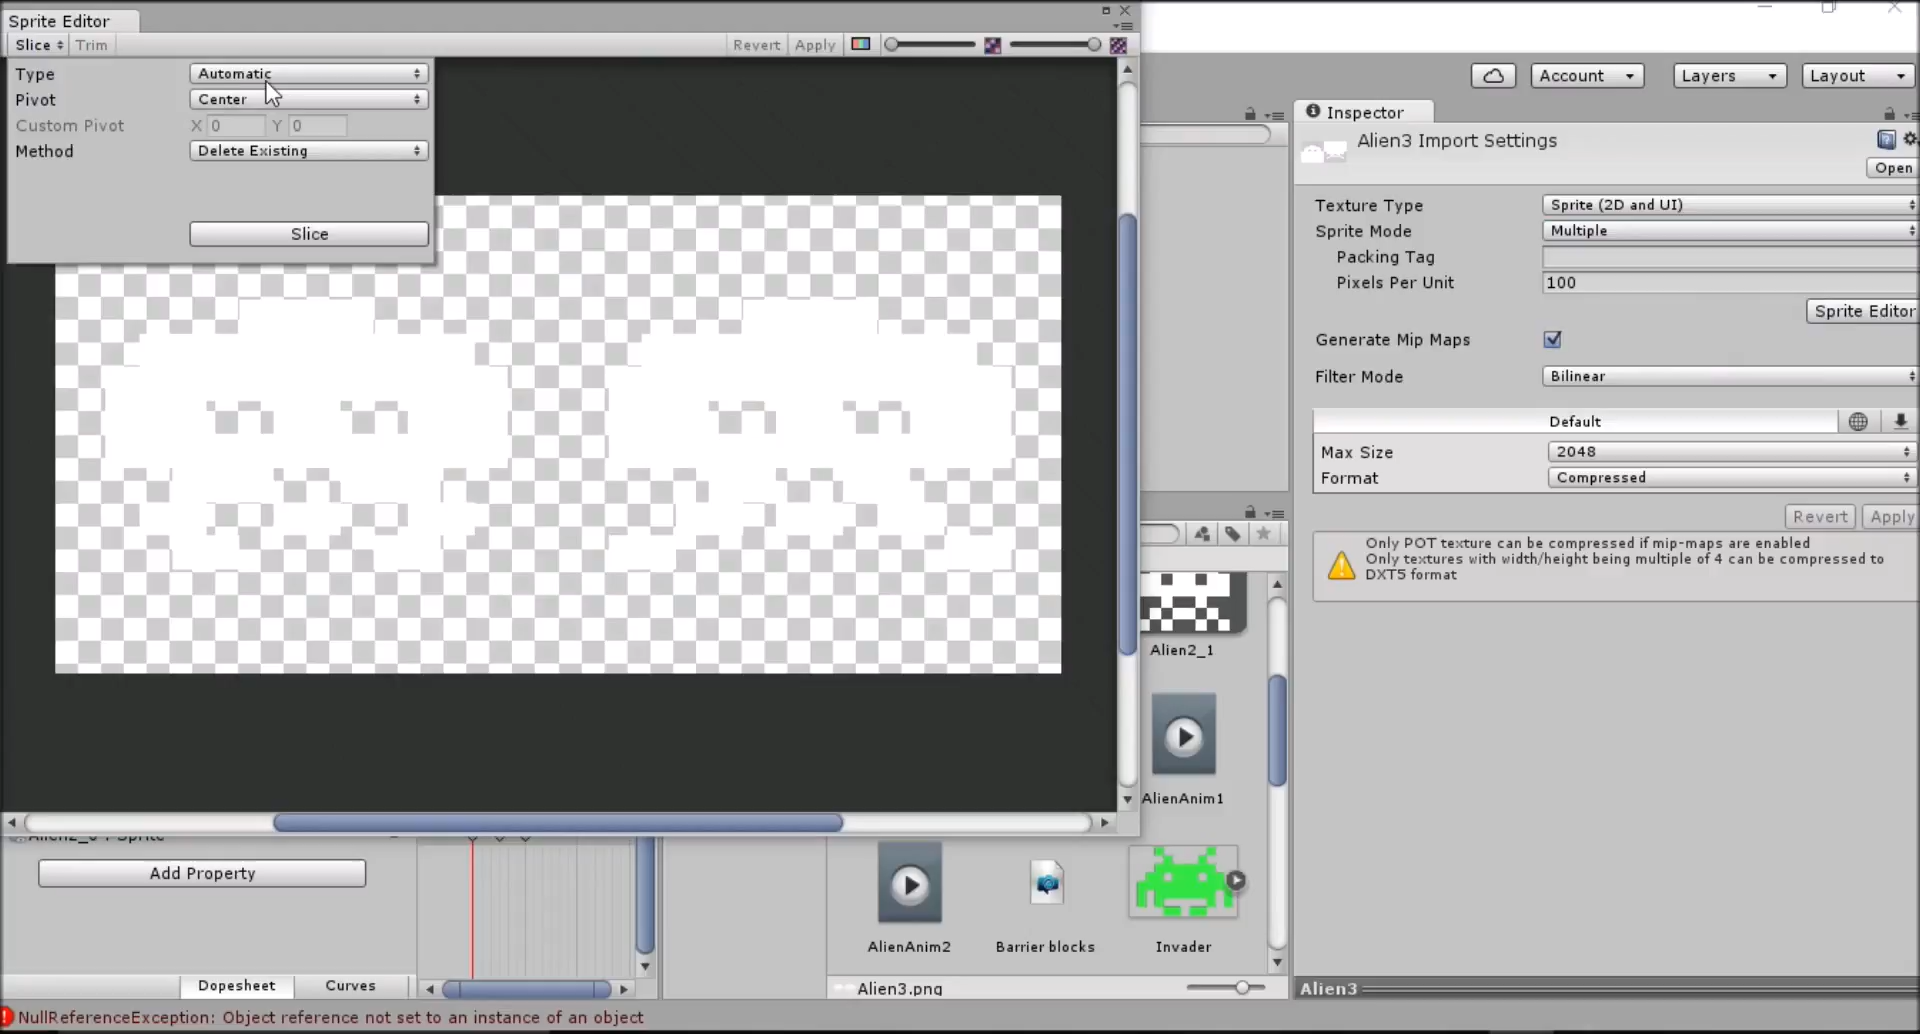 Sprite Editor
Slice Trim Revert Apply
Type Automatic
Pivot Center
Custom Pivot X 0 Y 0
Method Delete Existing
Slice
Account Layers Layout
Inspector
Alien3 Import Settings
Open
Texture Type Sprite (2D and UI)
Sprite Mode Multiple
Packing Tag
Pixels Per Unit 100
Sprite Editor
Generate Mip Maps
Filter Mode Bilinear
Default
Max Size 2048
Format Compressed
Revert Apply
Only POT texture can be compressed if mip-maps are enabled
Only textures with width/height being multiple of 4 can be compressed to
DXT5 format
Alien2_1
AlienAnim1
Add Property
AlienAnim2 Barrier blocks Invader
Dopesheet Curves
Alien3.png
Alien3
NullReferenceException: Object reference not set to an instance of an object